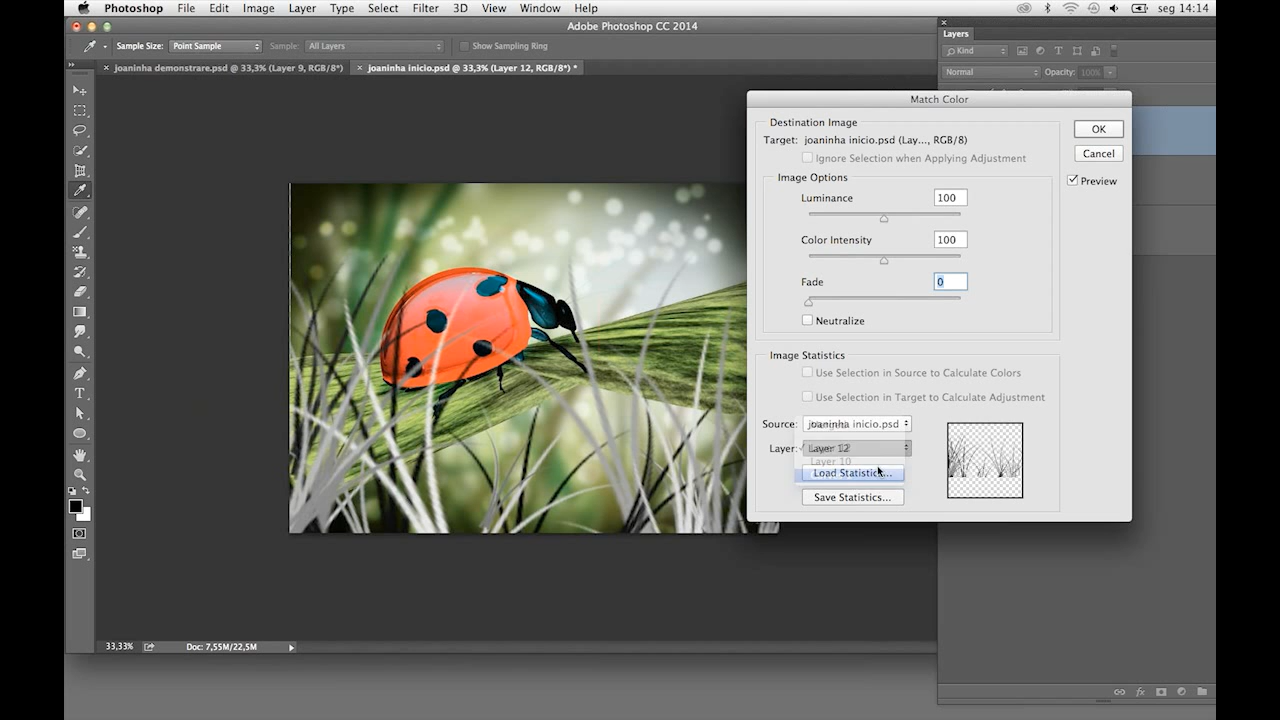 Photoshop File Edit Image Layer Type Select Filter 3D View Window Help seg 14:14
Adobe Photoshop CC 2014
Layers
Sample Size: Point Sample Sample: All Layers Show Sampling Ring
Kind
joaninha demonstrare.psd @ 33,3% (Layer 9, RGB/8*) joaninha inicio.psd @ 33,3% (Layer 12, RGB/8*) *
Normal Opacity: 100%
Match Color
Destination Image
Target: joaninha inicio.psd (Lay..., RGB/8)
Ignore Selection when Applying Adjustment
OK
Cancel
Preview
Image Options
Luminance 100
Color Intensity 100
Fade 0
Neutralize
Image Statistics
Use Selection in Source to Calculate Colors
Use Selection in Target to Calculate Adjustment
Source: joaninha inicio.psd
Layer: Layer 12
Layer 10
Load Statistics...
Save Statistics...
33,33% Doc: 7,55M/22,5M